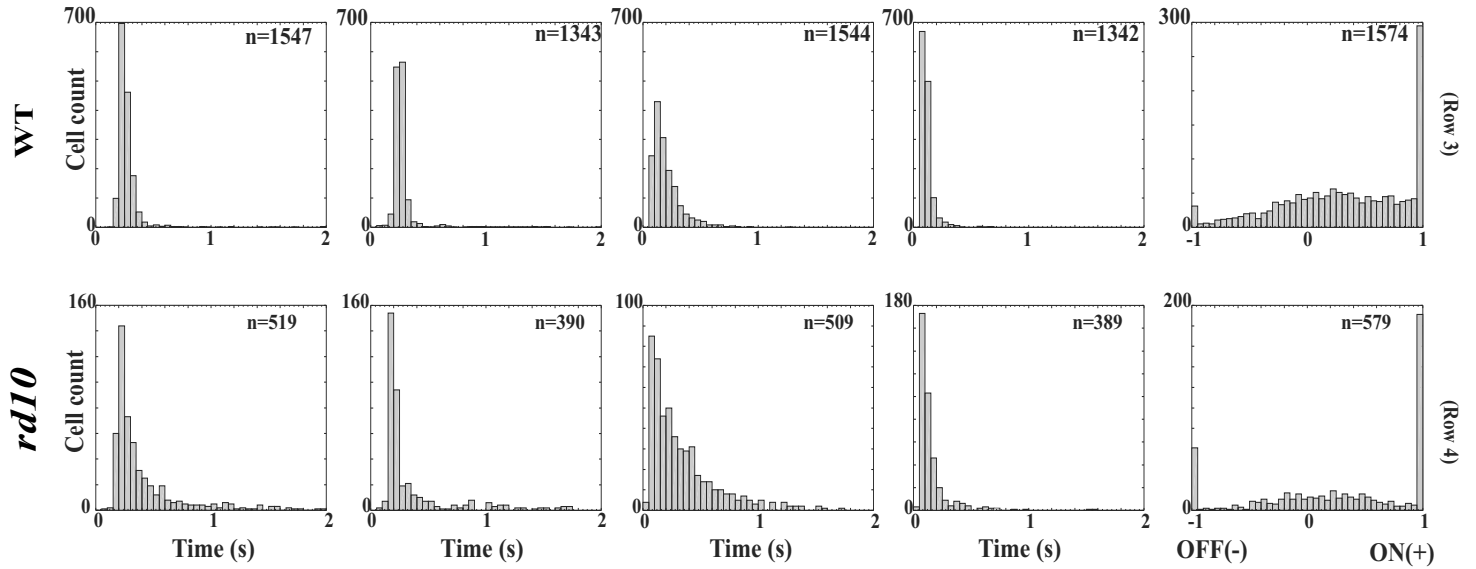 700
n=1547
700
n=1343
700
n=1544
700
n=1342
300
n=1574
WT
Cell count
(Row 3)
0
0
0
0
0
0 1 2
0 1 2
0 1 2
0 1 2
-1 0 1
160
n=519
160
n=390
100
n=509
180
n=389
200
n=579
rd10
Cell count
(Row 4)
0
0
0
0
0
0 1 2
0 1 2
0 1 2
0 1 2
-1 0 1
Time (s)
Time (s)
Time (s)
Time (s)
OFF(-) ON(+)